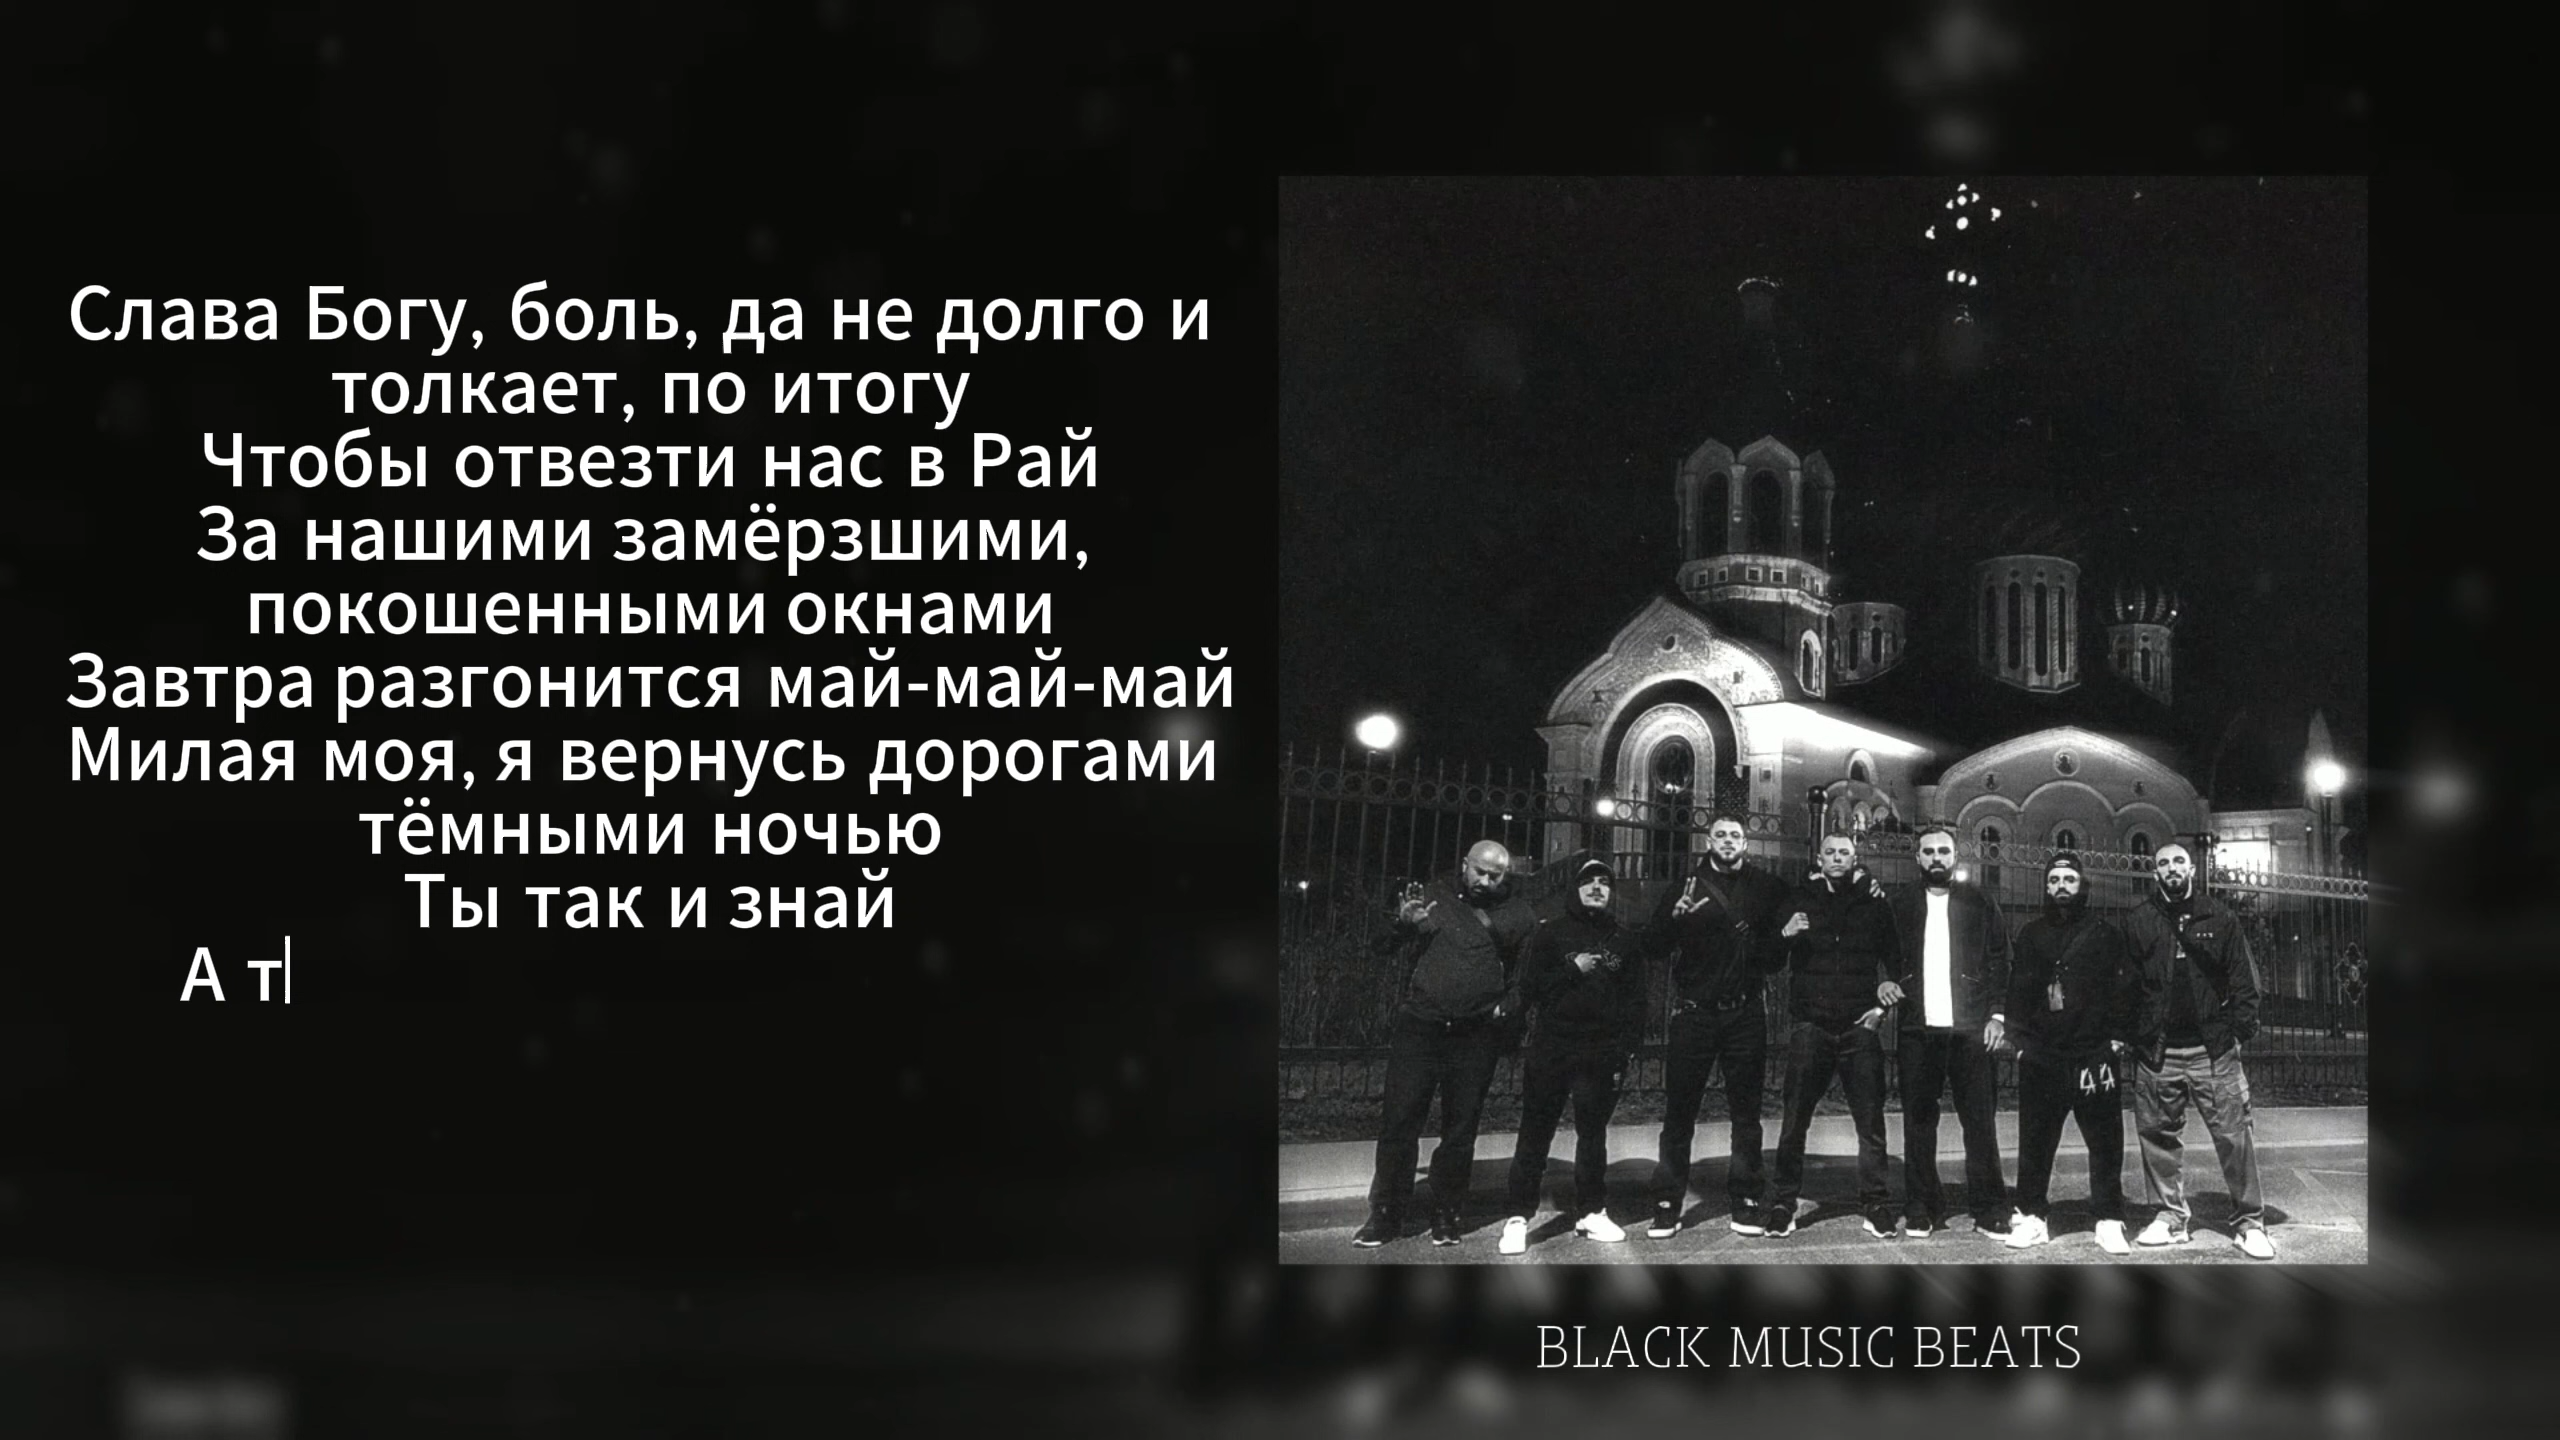 Слава Богу, боль, да не долго и
толкает, по итогу
Чтобы отвезти нас в Рай
За нашими замёрзшими,
покошенными окнами
Завтра разгонится май-май-май
Милая моя, я вернусь дорогами
тёмными ночью
Ты так и знай
А т
44
BLACK MUSIC BEATS